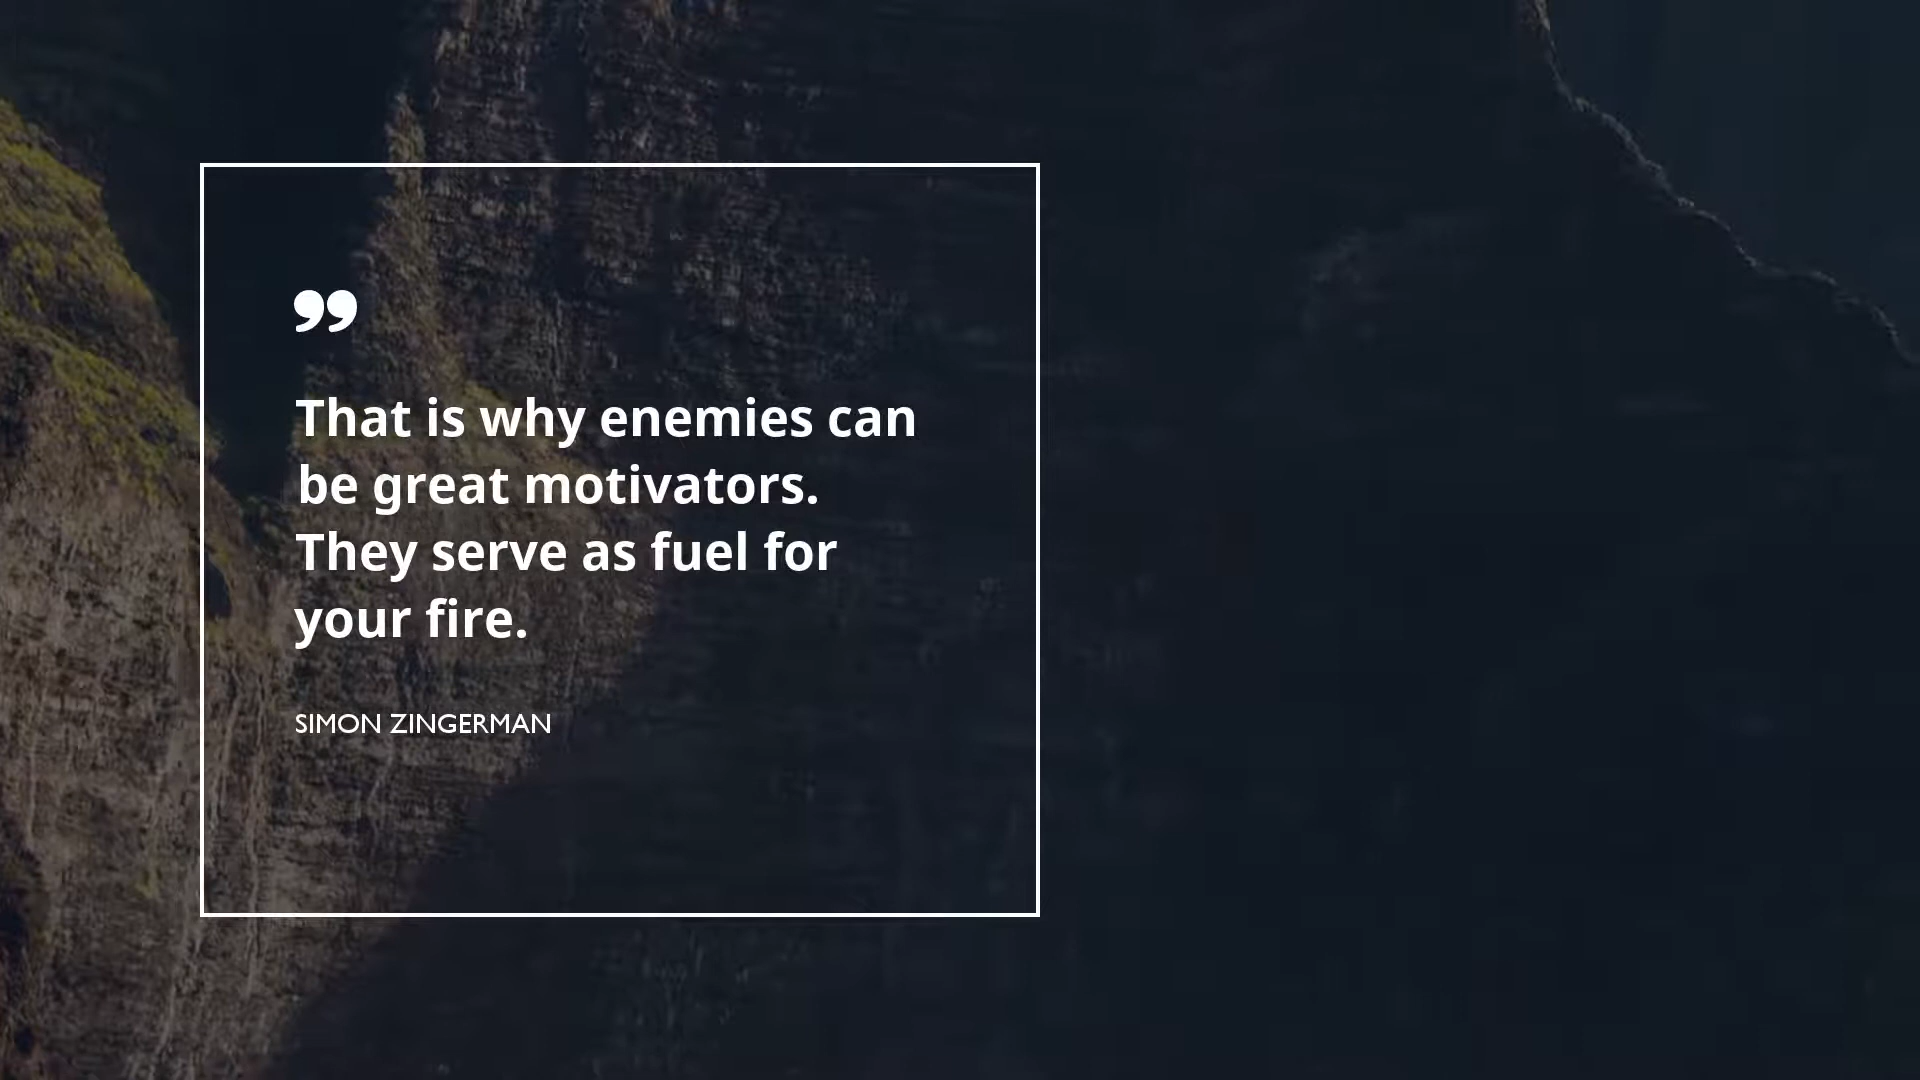 ”
That is why enemies can
be great motivators.
They serve as fuel for
your fire.
SIMON ZINGERMAN